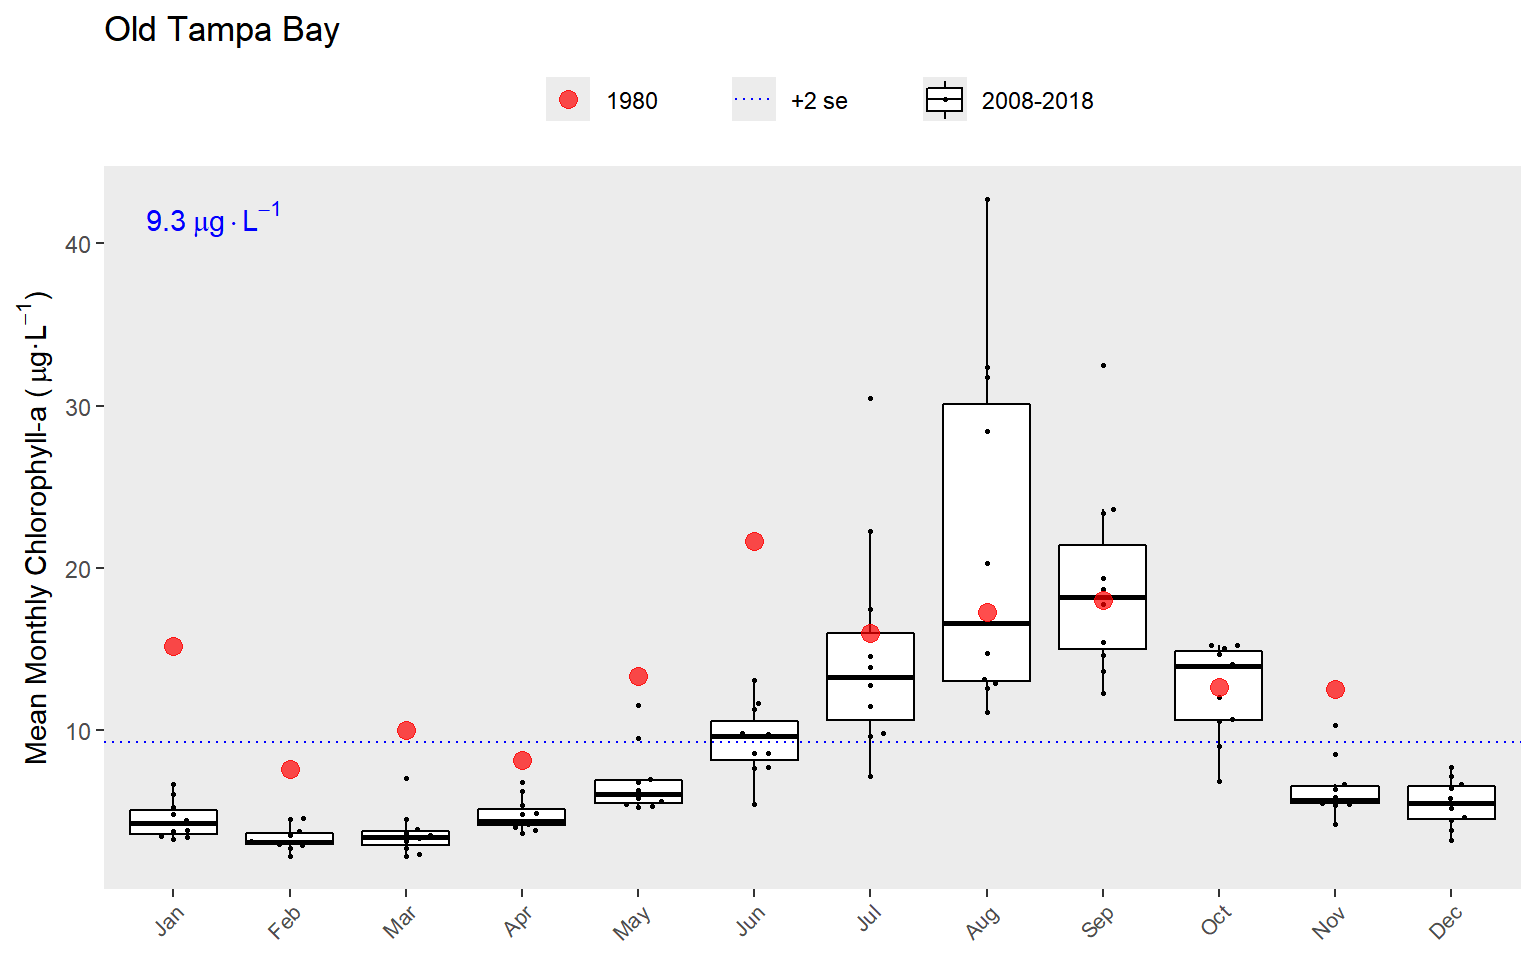 Old Tampa Bay
1980
+2 se
2008-2018
9.3 μg·L⁻¹
Mean Monthly Chlorophyll-a ( μg·L⁻¹)
40
30
20
10
Jan
Feb
Mar
Apr
May
Jun
Jul
Aug
Sep
Oct
Nov
Dec